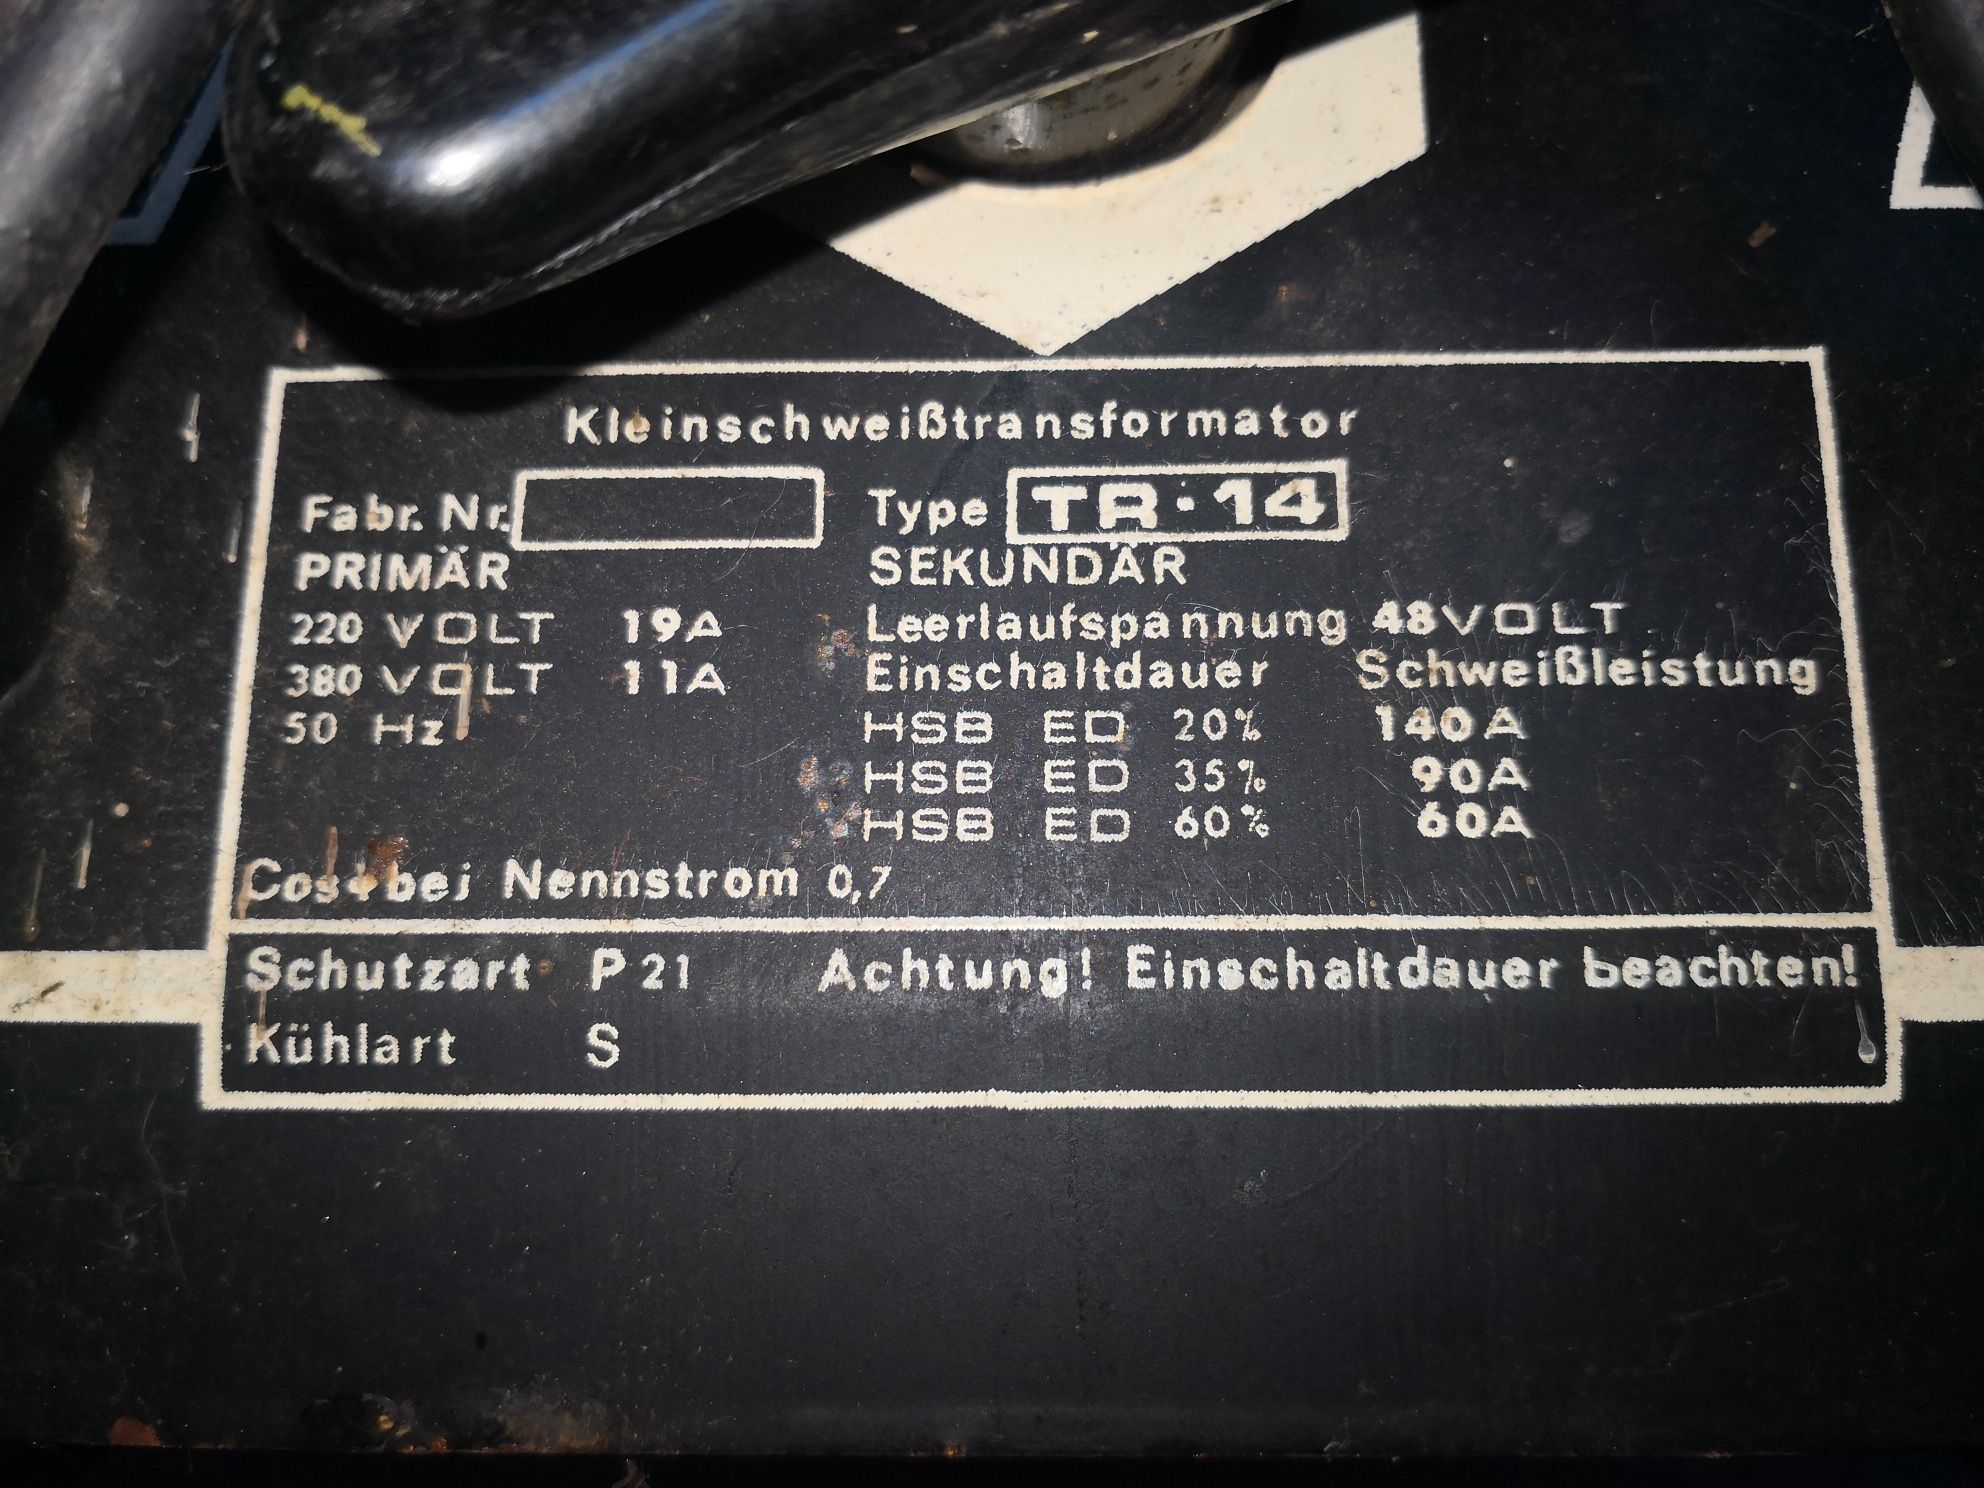 Kleinschweißtransformator
Fabr. Nr. Type TR·14
PRIMÄR SEKUNDÄR
220 VOLT 19A Leerlaufspannung 48VOLT
380 VOLT 11A Einschaltdauer Schweißleistung
50 Hz HSB ED 20% 140A
HSB ED 35% 90A
HSB ED 60% 60A
Cos φ bei Nennstrom 0,7
Schutzart P21 Achtung! Einschaltdauer beachten!
Kühlart S